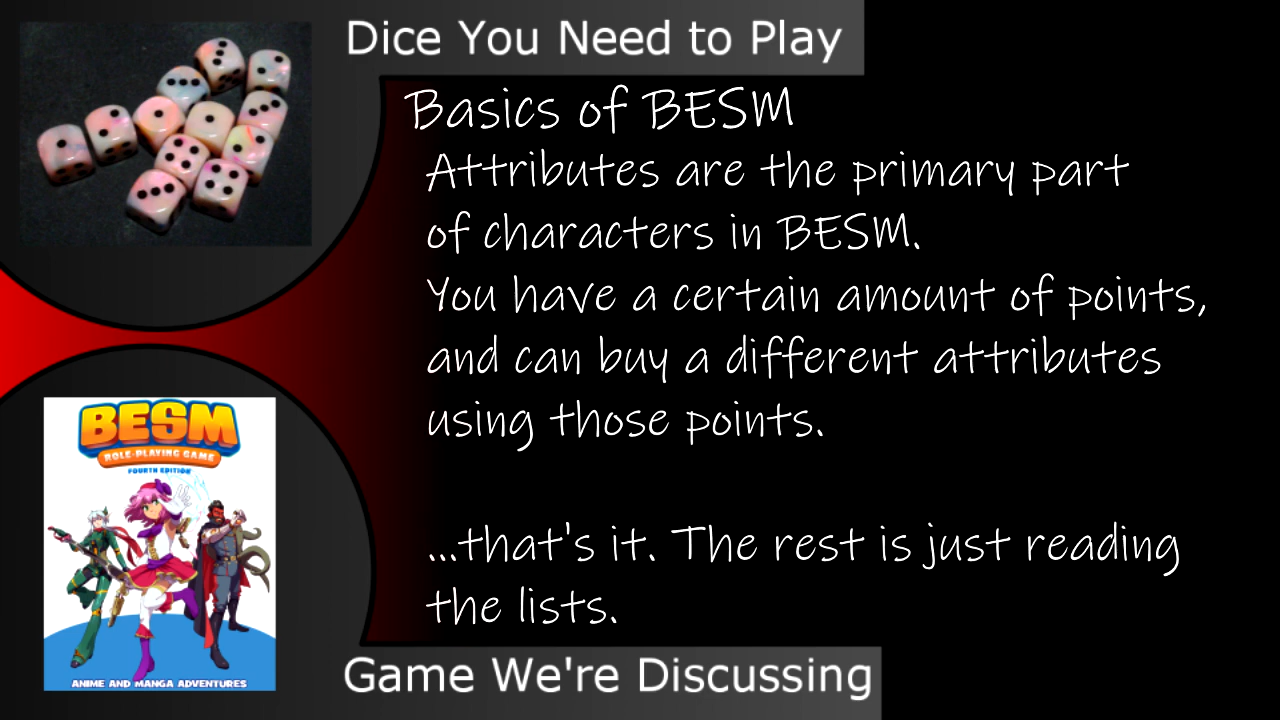 Dice You Need to Play
Basics of BESM
Attributes are the primary part
of characters in BESM.
You have a certain amount of points,
and can buy a different attributes
using those points.
...that's it. The rest is just reading
the lists.
BESM
ROLE-PLAYING GAME
FOURTH EDITION
ANIME AND MANGA ADVENTURES
Game We're Discussing